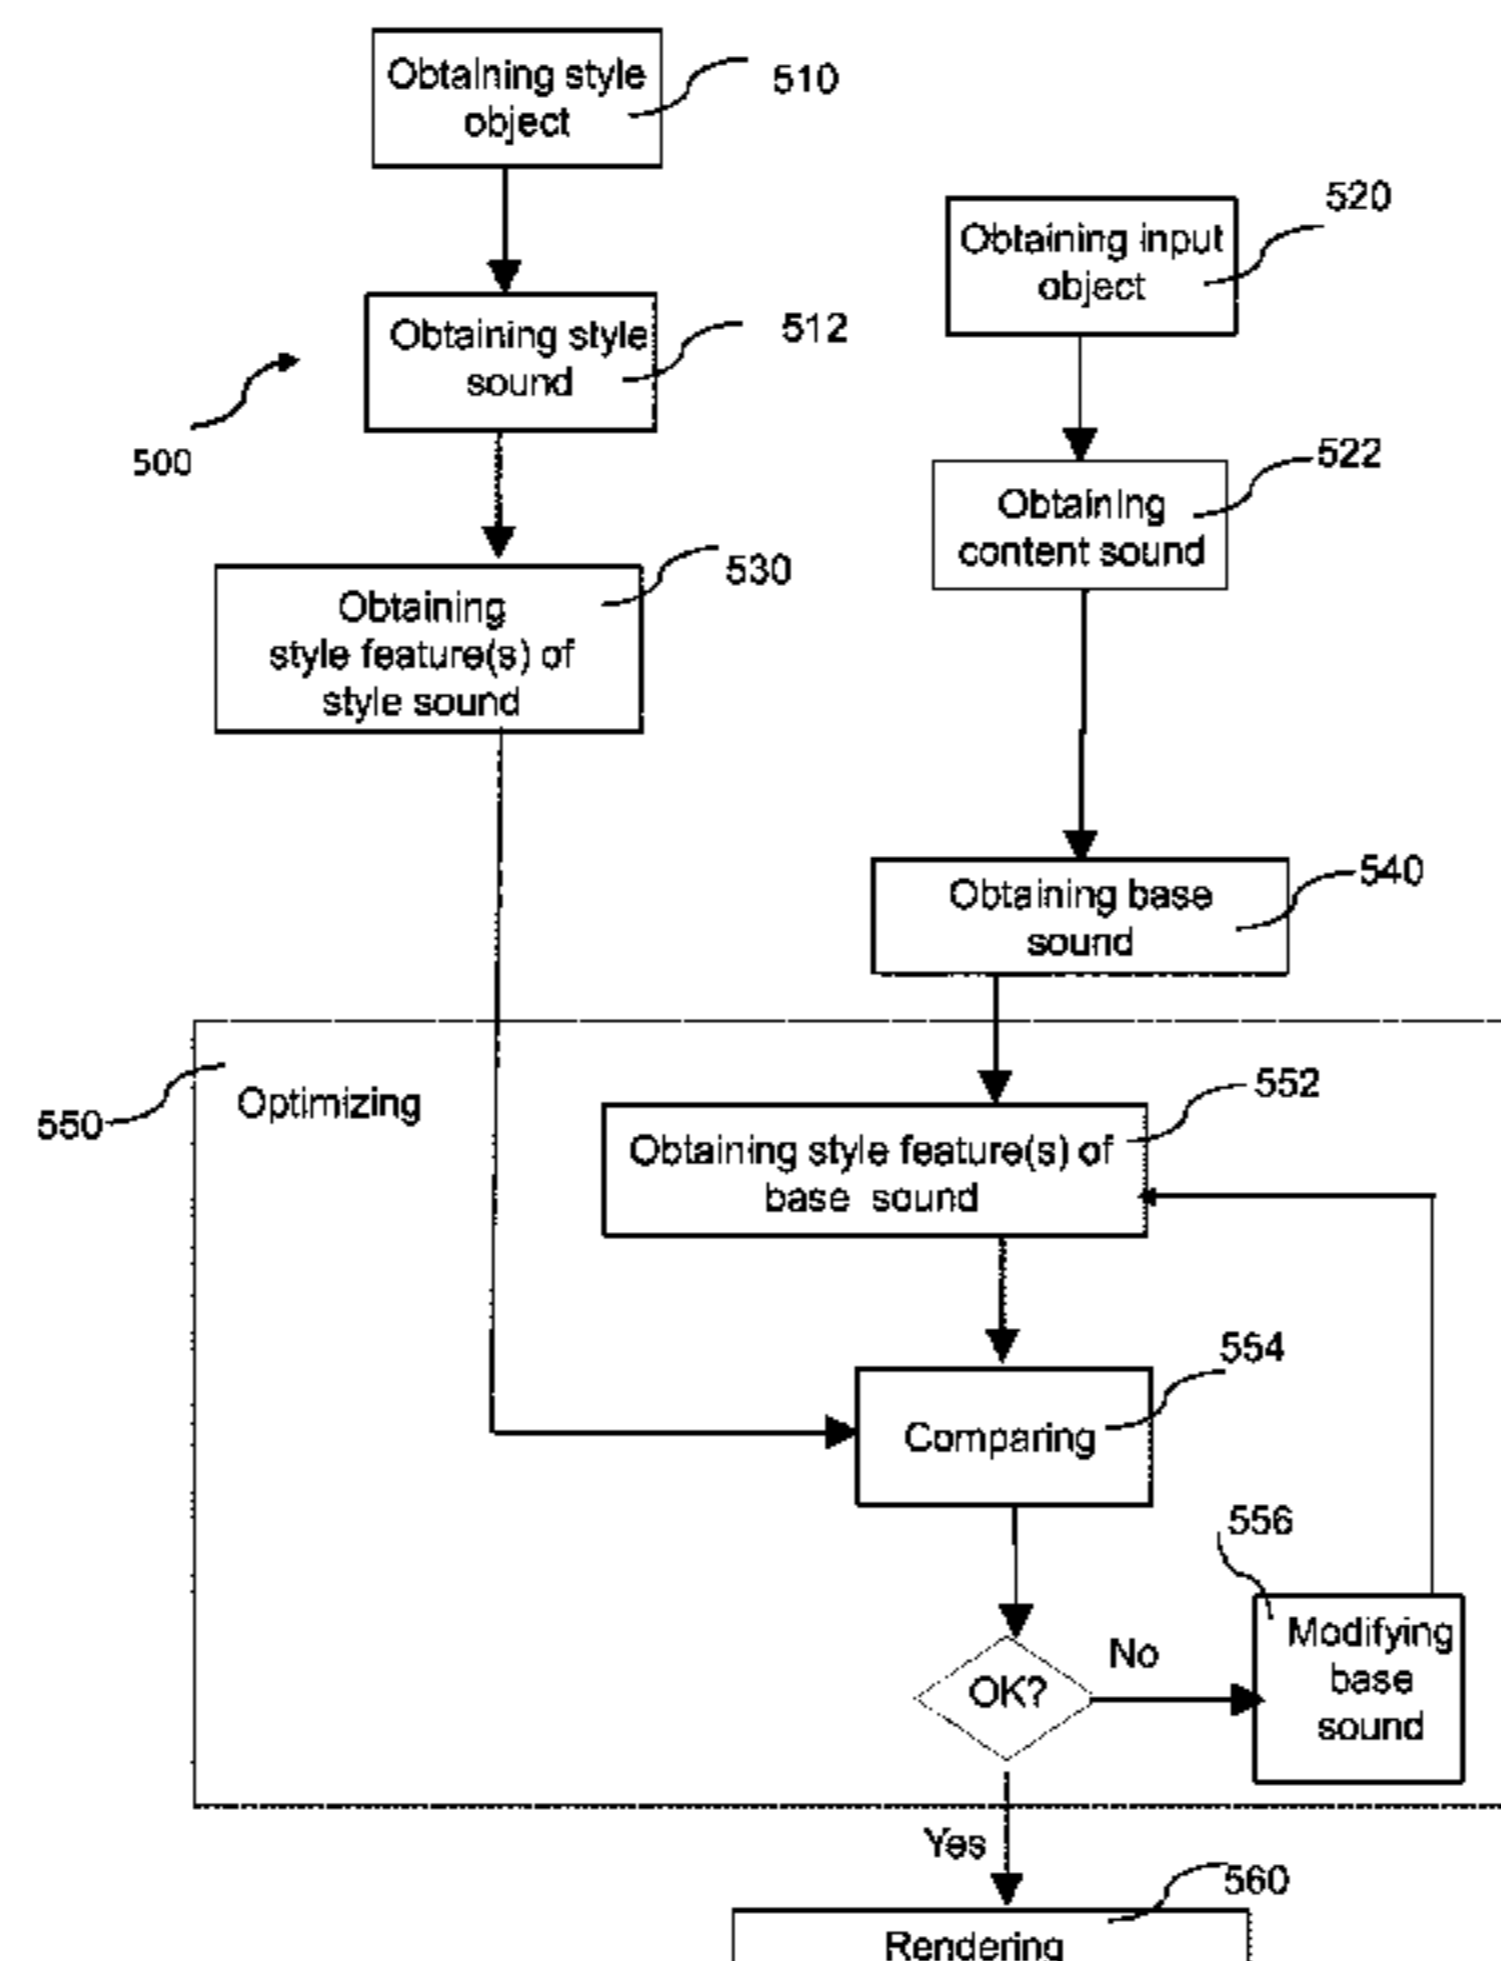 Obtaining style
object
510
520
Obtaining input
object
Obtaining style
sound
512
500
522
Obtaining
content sound
530
Obtaining
style feature(s) of
style sound
540
Obtaining base
sound
550
Optimizing
552
Obtaining style feature(s) of
base sound
554
Comparing
556
Modifying
base
sound
OK?
No
Yes
560
Rendering